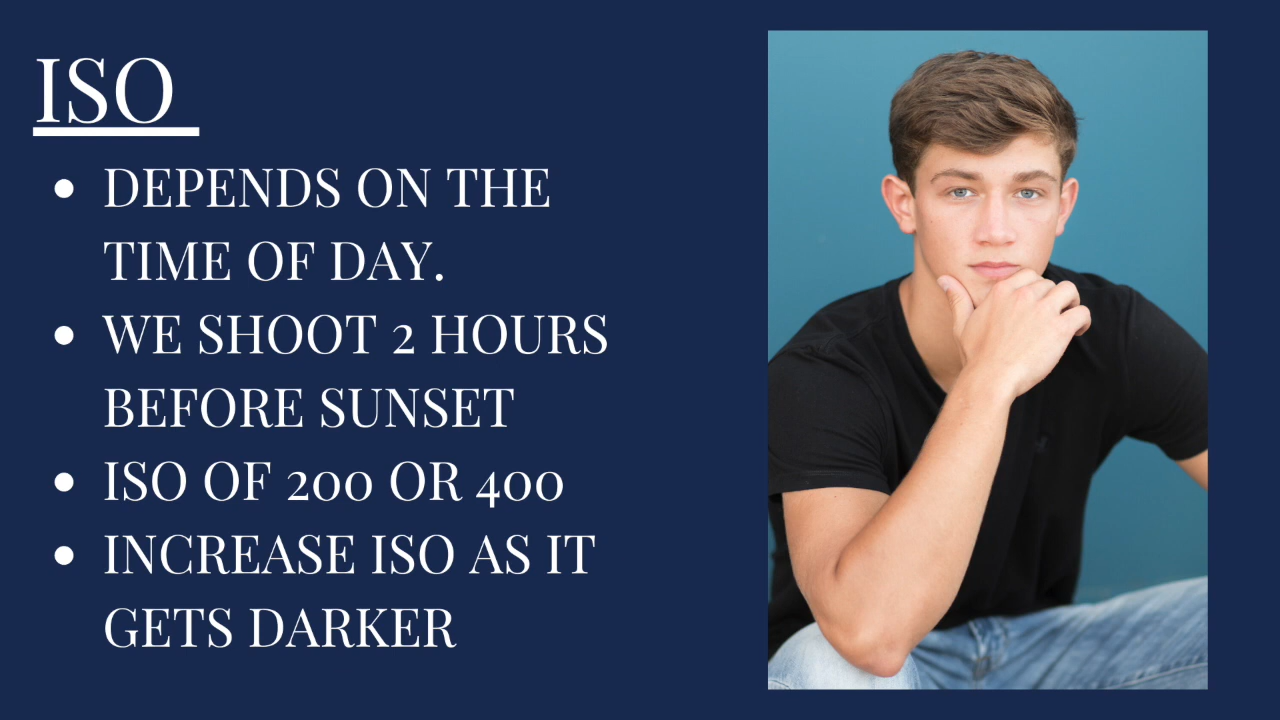 ISO
DEPENDS ON THE
TIME OF DAY.
WE SHOOT 2 HOURS
BEFORE SUNSET
ISO OF 200 OR 400
INCREASE ISO AS IT
GETS DARKER